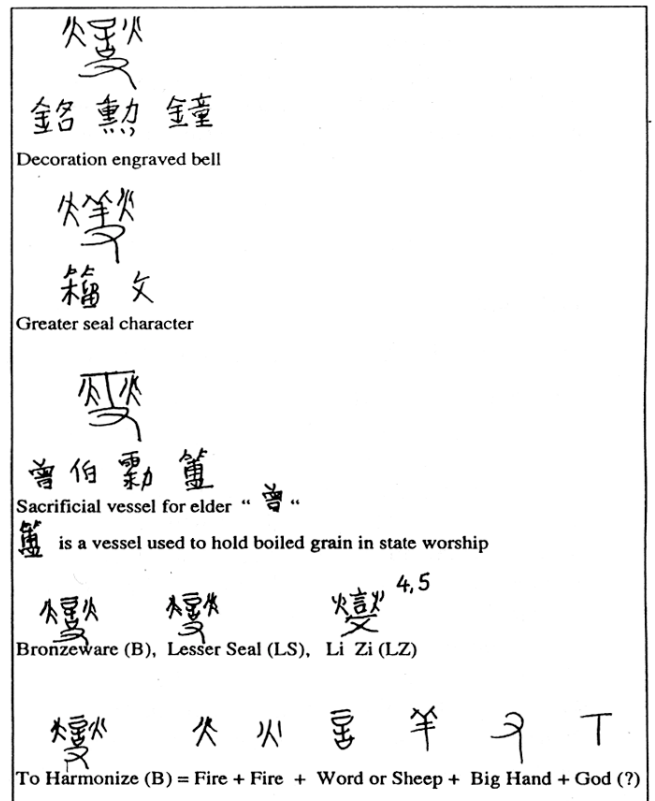 銘 勲 鐘
Decoration engraved bell
籀 文
Greater seal character
曾 伯 簠
Sacrificial vessel for elder “ 曾 “
簠 is a vessel used to hold boiled grain in state worship
燮 4,5
Bronzeware (B), Lesser Seal (LS), Li Zi (LZ)
To Harmonize (B) = Fire + Fire + Word or Sheep + Big Hand + God (?)